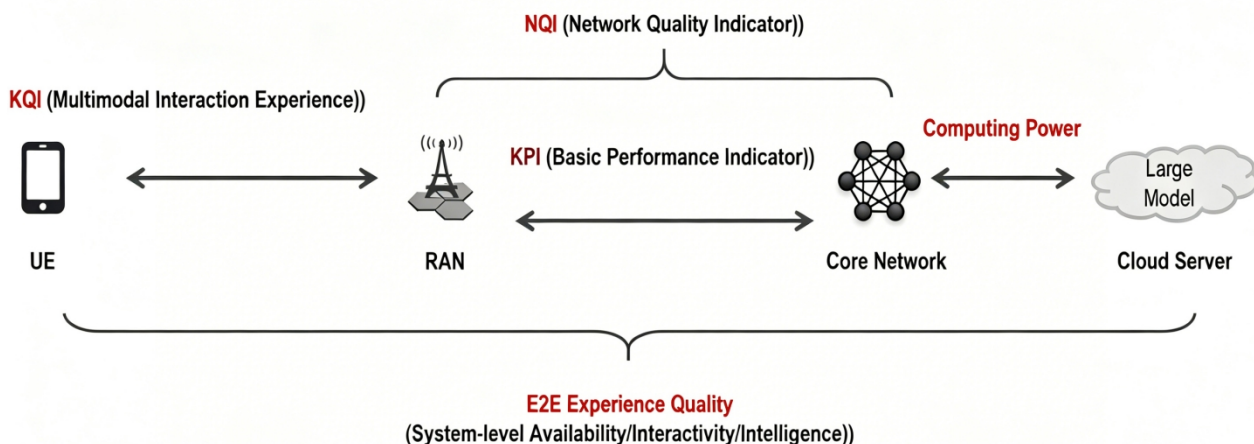 NQI (Network Quality Indicator))
KQI (Multimodal Interaction Experience))
Computing Power
KPI (Basic Performance Indicator))
Large
Model
UE
RAN
Core Network
Cloud Server
E2E Experience Quality
(System-level Availability/Interactivity/Intelligence))